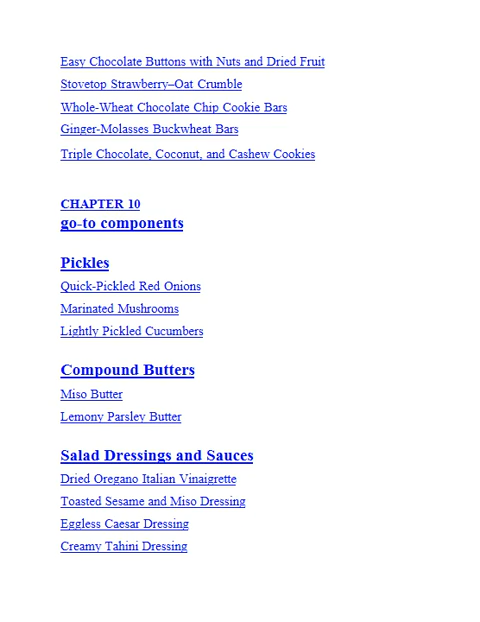 Easy Chocolate Buttons with Nuts and Dried Fruit
Stovetop Strawberry–Oat Crumble
Whole-Wheat Chocolate Chip Cookie Bars
Ginger-Molasses Buckwheat Bars
Triple Chocolate, Coconut, and Cashew Cookies
CHAPTER 10
go-to components
Pickles
Quick-Pickled Red Onions
Marinated Mushrooms
Lightly Pickled Cucumbers
Compound Butters
Miso Butter
Lemony Parsley Butter
Salad Dressings and Sauces
Dried Oregano Italian Vinaigrette
Toasted Sesame and Miso Dressing
Eggless Caesar Dressing
Creamy Tahini Dressing